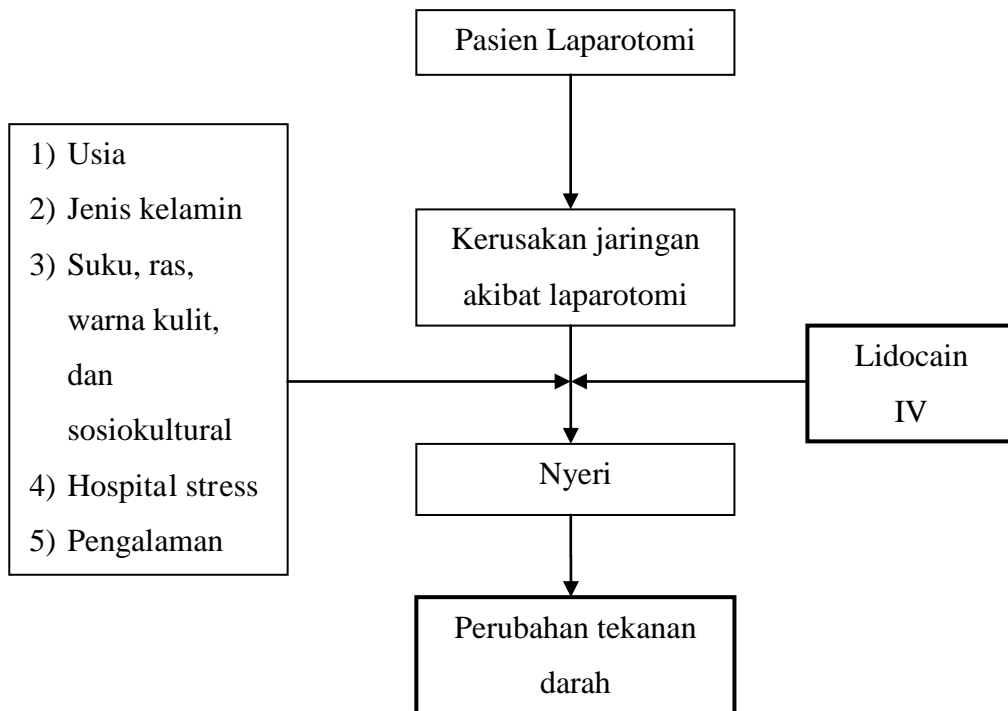 Pasien Laparotomi
1) Usia
2) Jenis kelamin
3) Suku, ras,
warna kulit,
dan
sosiokultural
4) Hospital stress
5) Pengalaman
Kerusakan jaringan
akibat laparotomi
Lidocain
IV
Nyeri
Perubahan tekanan
darah